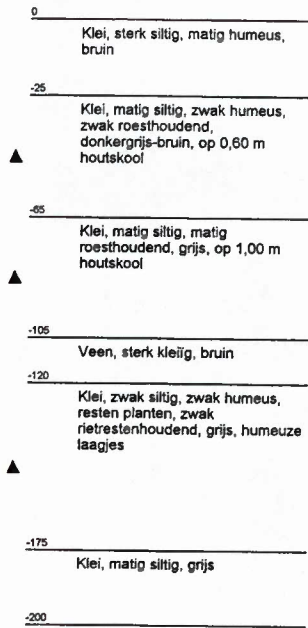 0
Klei, sterk siltig, matig humeus,
bruin
-25
Klei, matig siltig, zwak humeus,
zwak roesthoudend,
donkergrijs-bruin, op 0,60 m
houtskool
-65
Klei, matig siltig, matig
roesthoudend, grijs, op 1,00 m
houtskool
-105
Veen, sterk kleiïg, bruin
-120
Klei, zwak siltig, zwak humeus,
resten planten, zwak
rietrestenhoudend, grijs, humeuze
laagjes
-175
Klei, matig siltig, grijs
-200